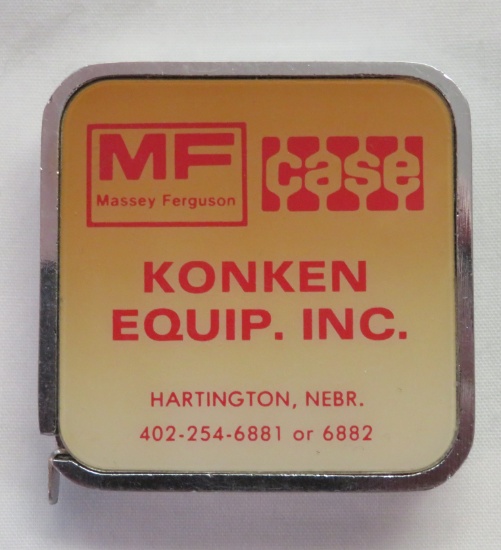 MF case
Massey Ferguson
KONKEN
EQUIP. INC.
HARTINGTON, NEBR.
402-254-6881 or 6882